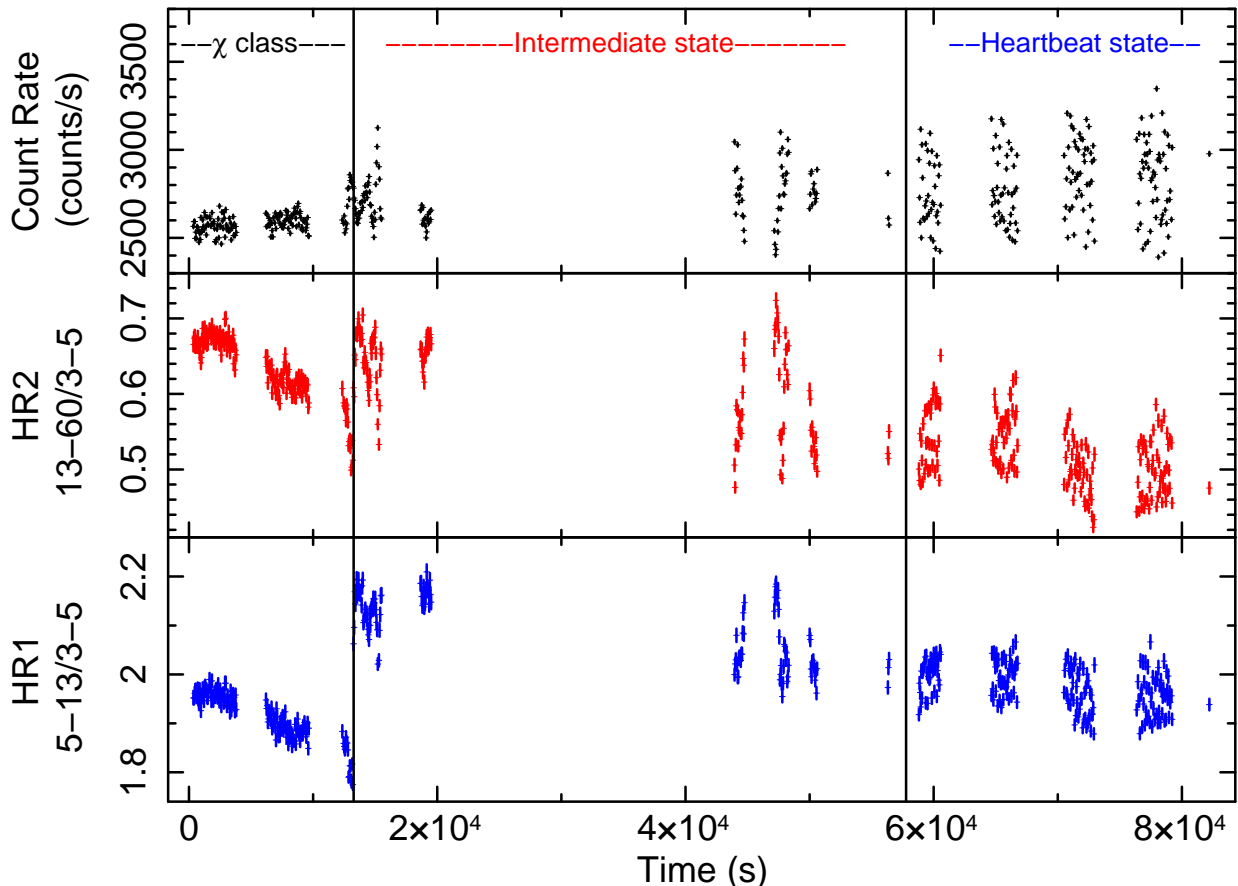 −−χ class−−− −−−−−−−−Intermediate state−−−−−−− −−Heartbeat state−−
Count Rate
(counts/s)
3500
3000
2500
HR2
13−60/3−5
0.7
0.6
0.5
HR1
5−13/3−5
2.2
2
1.8
0 2×10⁴ 4×10⁴ 6×10⁴ 8×10⁴
Time (s)